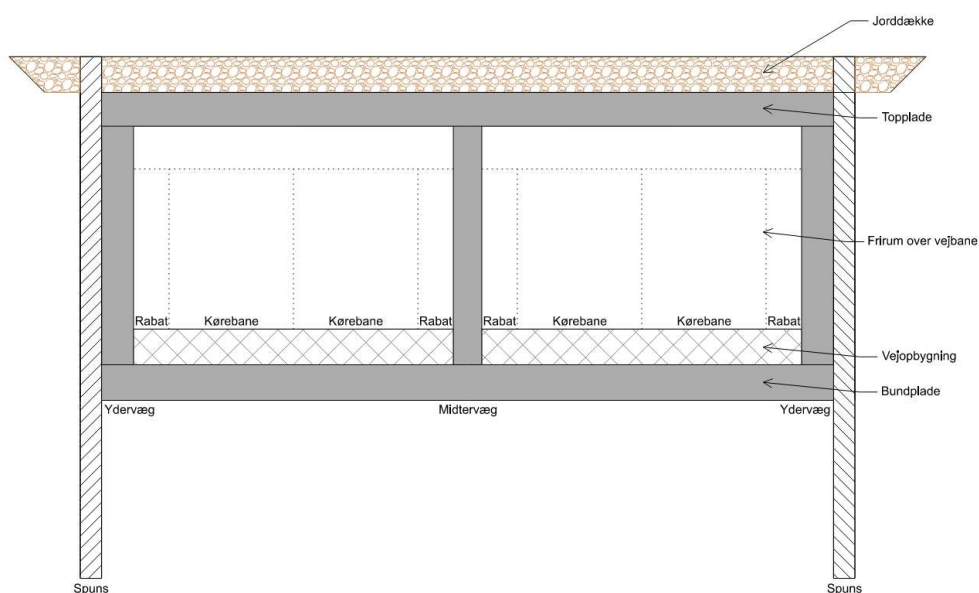 Jorddække
Topplade
Frirum over vejbane
Rabat Kørebane Kørebane Rabat Rabat Kørebane Kørebane Rabat
Vejopbygning
Bundplade
Ydervæg Midtervæg Ydervæg
Spuns Spuns